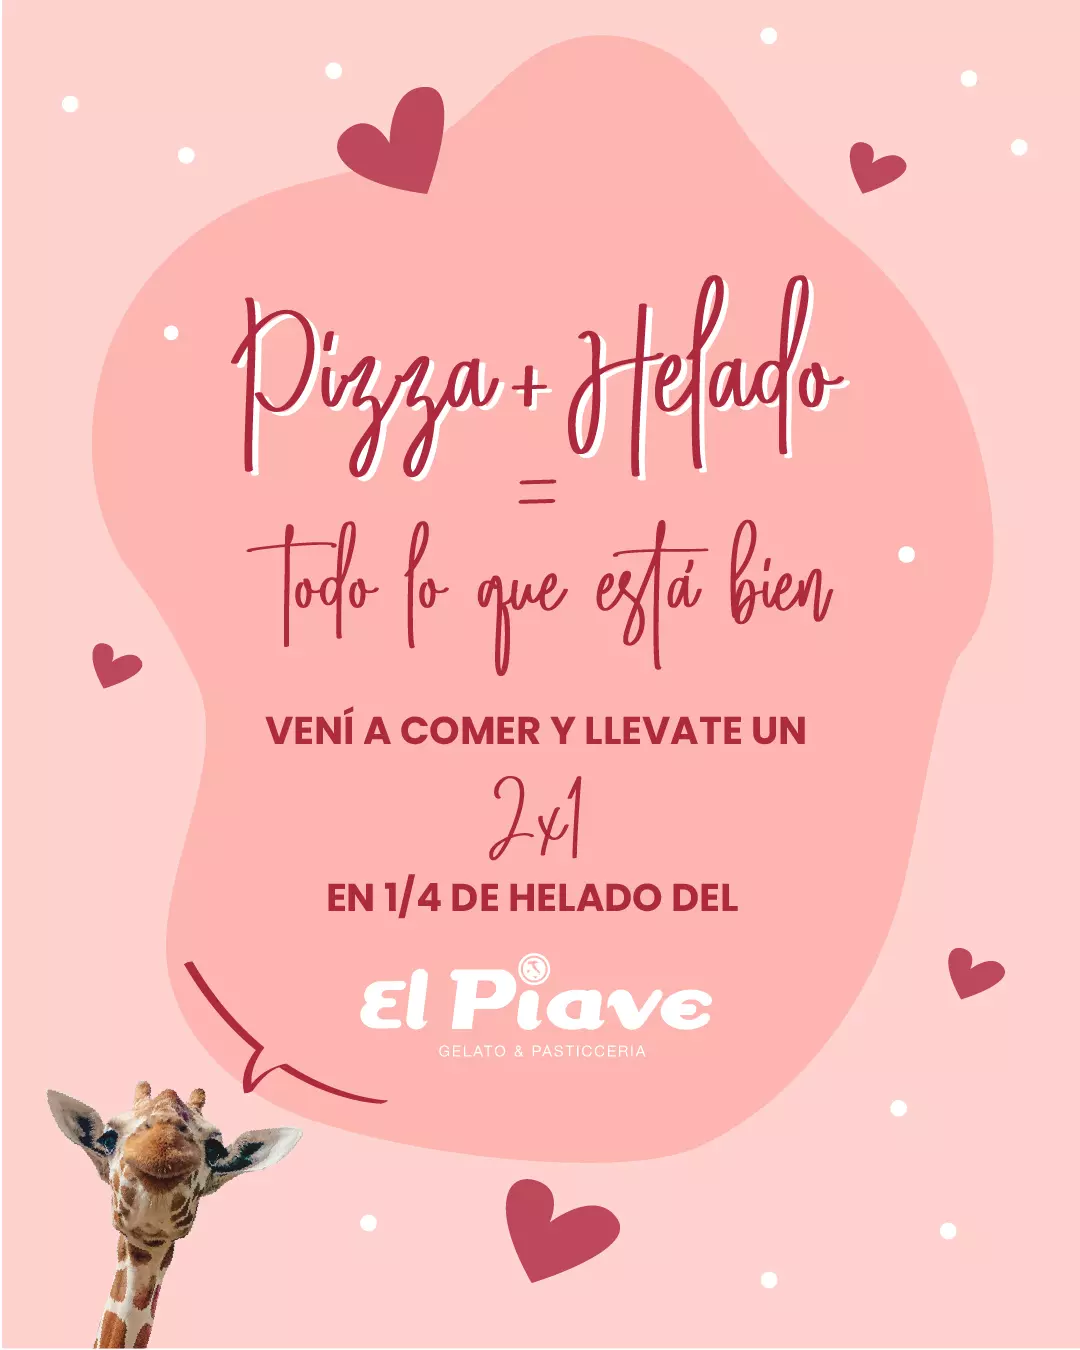 Pizza + Helado
=
Todo lo que está bien
VENÍ A COMER Y LLEVATE UN
2x1
EN 1/4 DE HELADO DEL
El Piave
GELATO & PASTICCERIA